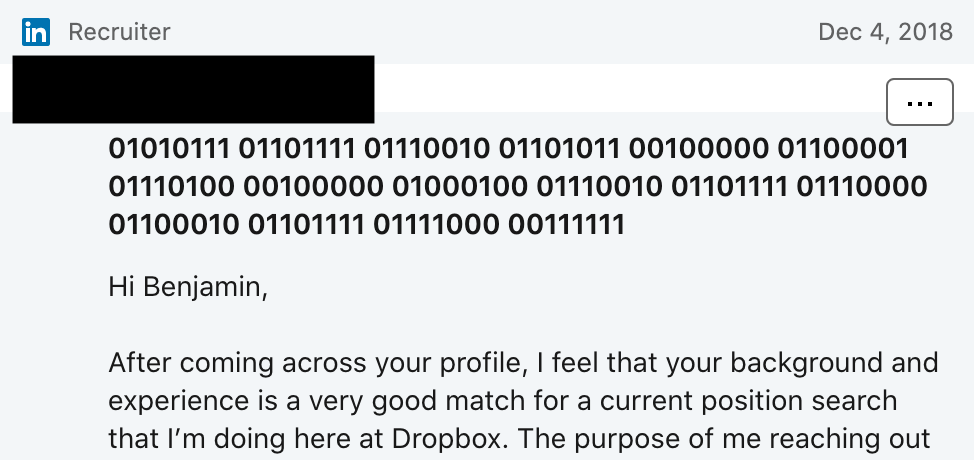 in Recruiter Dec 4, 2018
...
01010111 01101111 01110010 01101011 00100000 01100001
01110100 00100000 01000100 01110010 01101111 01110000
01100010 01101111 01111000 00111111
Hi Benjamin,
After coming across your profile, I feel that your background and
experience is a very good match for a current position search
that I’m doing here at Dropbox. The purpose of me reaching out